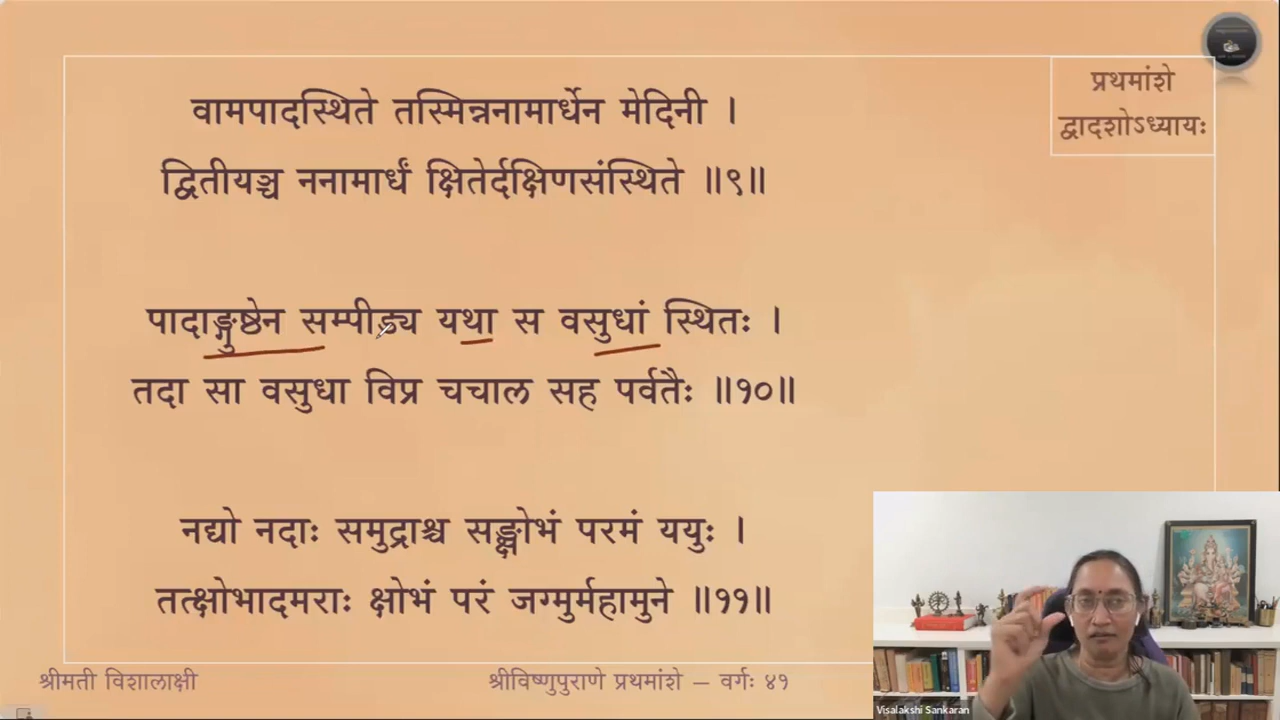 प्रथमांशे
द्वादशोऽध्यायः
वामपादस्थिते तस्मिन्ननामार्धेन मेदिनी ।
द्वितीयञ्च ननामार्धं क्षितेर्दक्षिणसंस्थिते ॥९॥
पादाङ्गुष्ठेन सम्पीड्य यथा स वसुधां स्थितः ।
तदा सा वसुधा विप्र चचाल सह पर्वतैः ॥१०॥
नद्यो नदाः समुद्राश्च सङ्क्षोभं परमं ययुः ।
तत्क्षोभादमराः क्षोभं परं जग्मुर्महामुने ॥११॥
श्रीमती विशालाक्षी
श्रीविष्णुपुराणे प्रथमांशे – वर्गः ४१
Visalakshi Sankaran